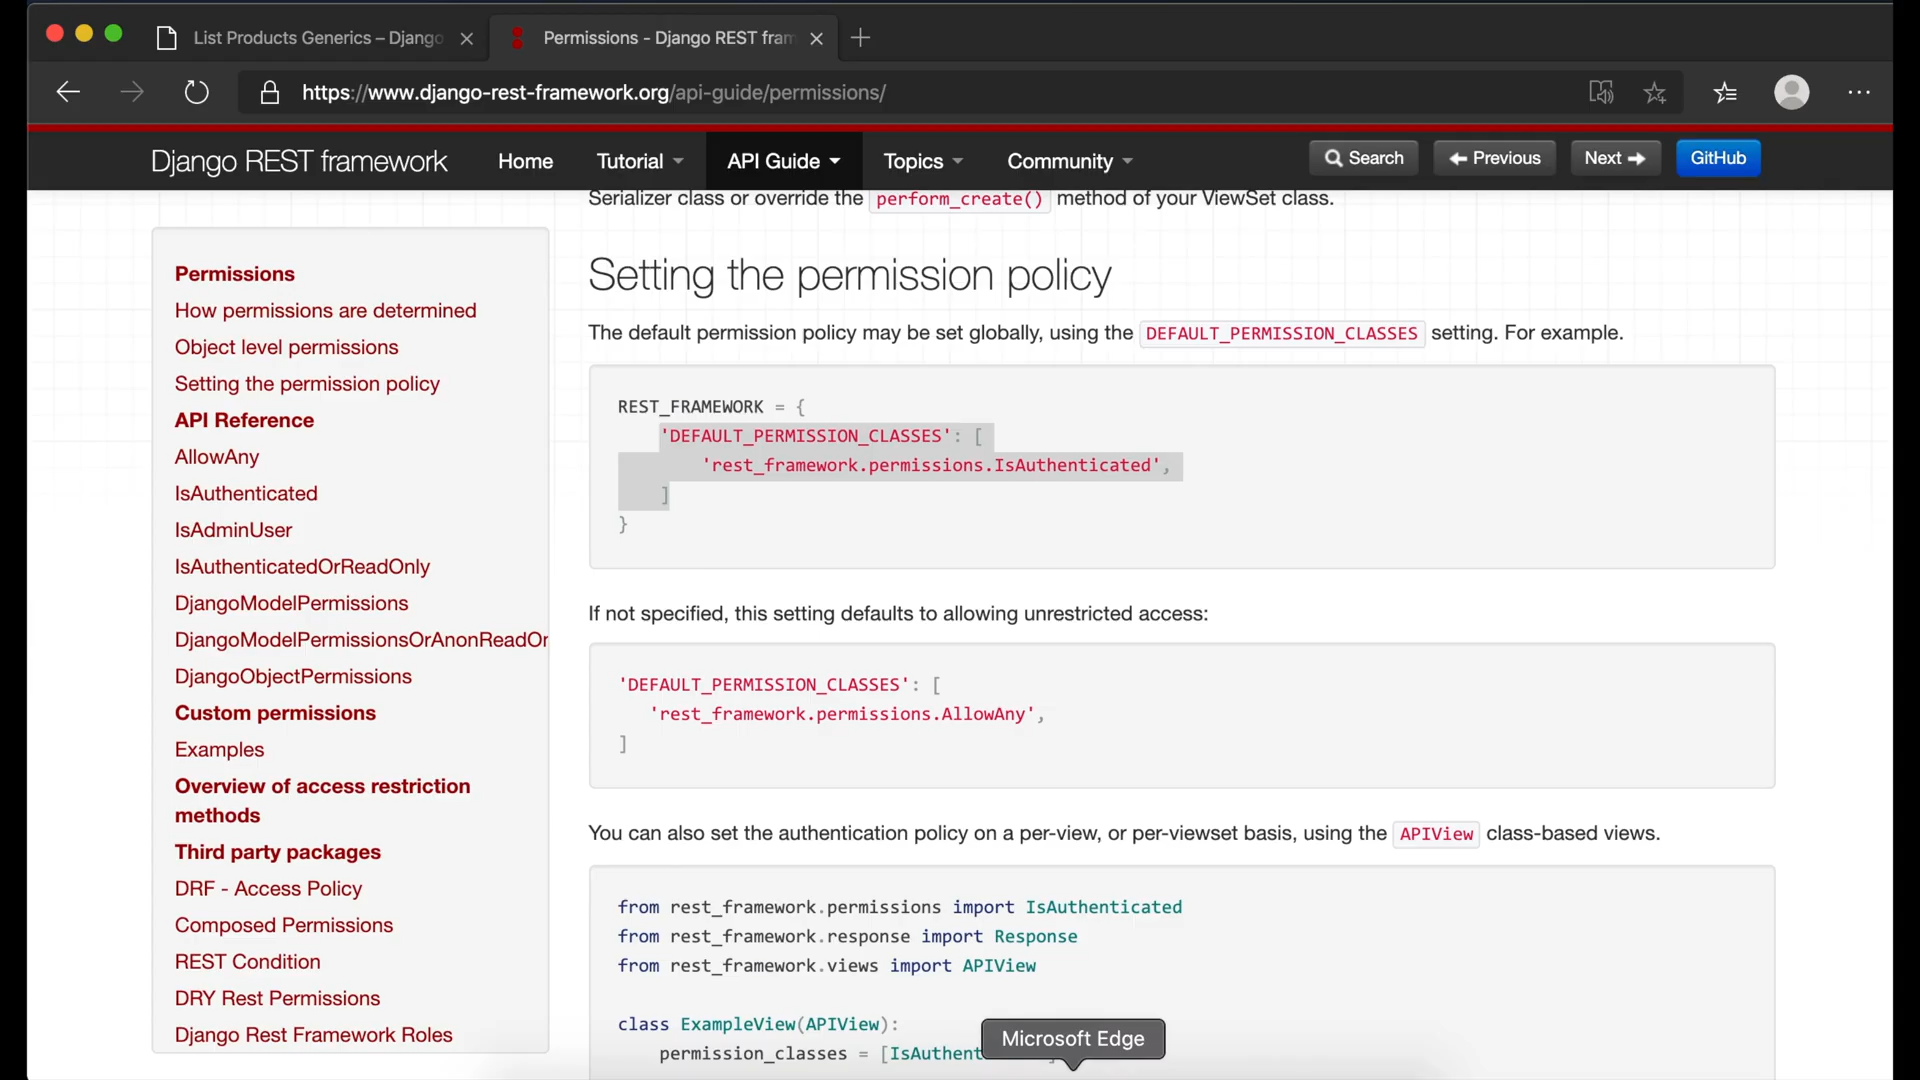 List Products Generics – Django
Permissions - Django REST fram
https://www.django-rest-framework.org/api-guide/permissions/
Django REST framework
Home
Tutorial
API Guide
Topics
Community
Search
Previous
Next
GitHub
Serializer class or override the perform_create() method of your ViewSet class.
Permissions
How permissions are determined
Object level permissions
Setting the permission policy
API Reference
AllowAny
IsAuthenticated
IsAdminUser
IsAuthenticatedOrReadOnly
DjangoModelPermissions
DjangoModelPermissionsOrAnonReadOn
DjangoObjectPermissions
Custom permissions
Examples
Overview of access restriction
methods
Third party packages
DRF - Access Policy
Composed Permissions
REST Condition
DRY Rest Permissions
Django Rest Framework Roles
Setting the permission policy
The default permission policy may be set globally, using the DEFAULT_PERMISSION_CLASSES setting. For example.
REST_FRAMEWORK = {
'DEFAULT_PERMISSION_CLASSES': [
'rest_framework.permissions.IsAuthenticated',
]
}
If not specified, this setting defaults to allowing unrestricted access:
'DEFAULT_PERMISSION_CLASSES': [
'rest_framework.permissions.AllowAny',
]
You can also set the authentication policy on a per-view, or per-viewset basis, using the APIView class-based views.
from rest_framework.permissions import IsAuthenticated
from rest_framework.response import Response
from rest_framework.views import APIView
class ExampleView(APIView):
permission_classes = [IsAuthent
Microsoft Edge